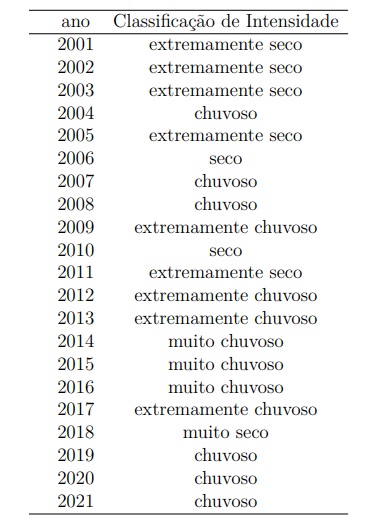 ano Classificação de Intensidade
2001 extremamente seco
2002 extremamente seco
2003 extremamente seco
2004 chuvoso
2005 extremamente seco
2006 seco
2007 chuvoso
2008 chuvoso
2009 extremamente chuvoso
2010 seco
2011 extremamente seco
2012 extremamente chuvoso
2013 extremamente chuvoso
2014 muito chuvoso
2015 muito chuvoso
2016 muito chuvoso
2017 extremamente chuvoso
2018 muito seco
2019 chuvoso
2020 chuvoso
2021 chuvoso